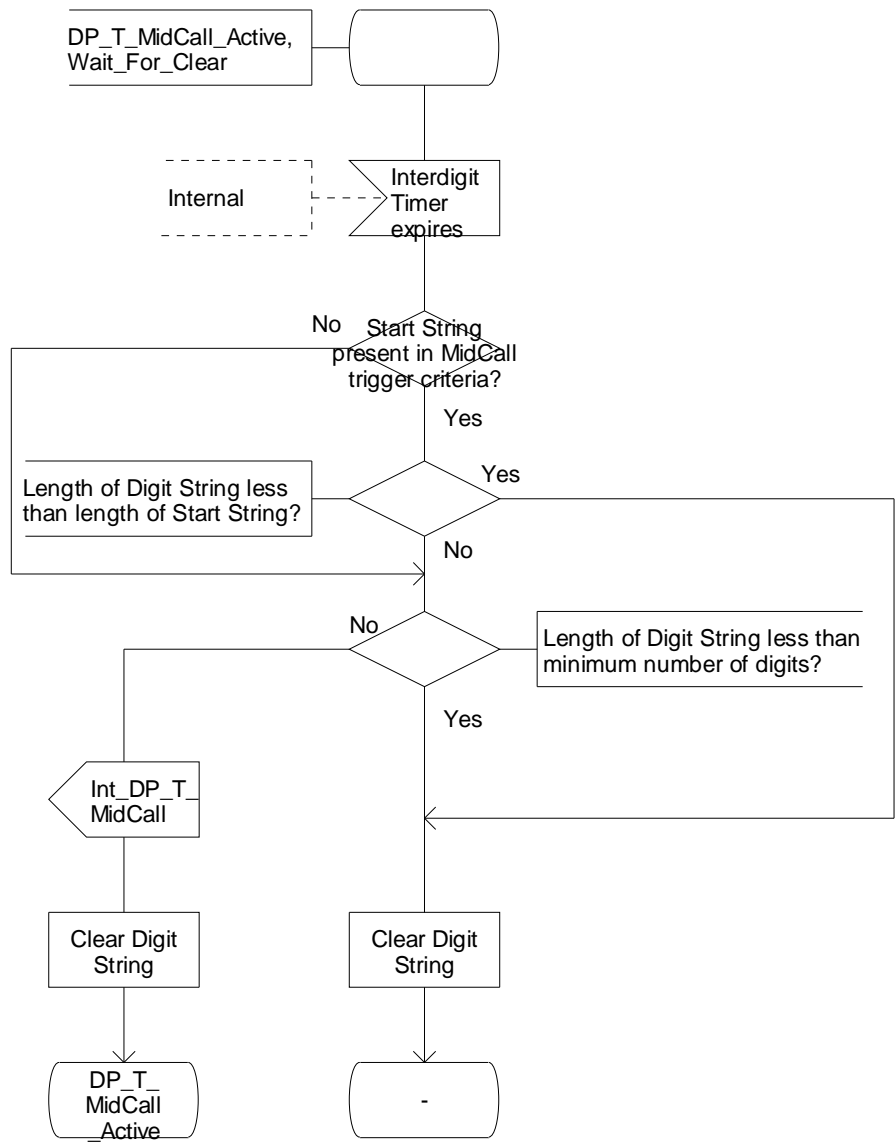 DP_T_MidCall_Active,
Wait_For_Clear
Internal
Interdigit
Timer
expires
No
Start String
present in MidCall
trigger criteria?
Yes
Length of Digit String less
than length of Start String?
Yes
No
No
Length of Digit String less than
minimum number of digits?
Yes
Int_DP_T_
MidCall
Clear Digit
String
Clear Digit
String
DP_T_
MidCall
_Active
-